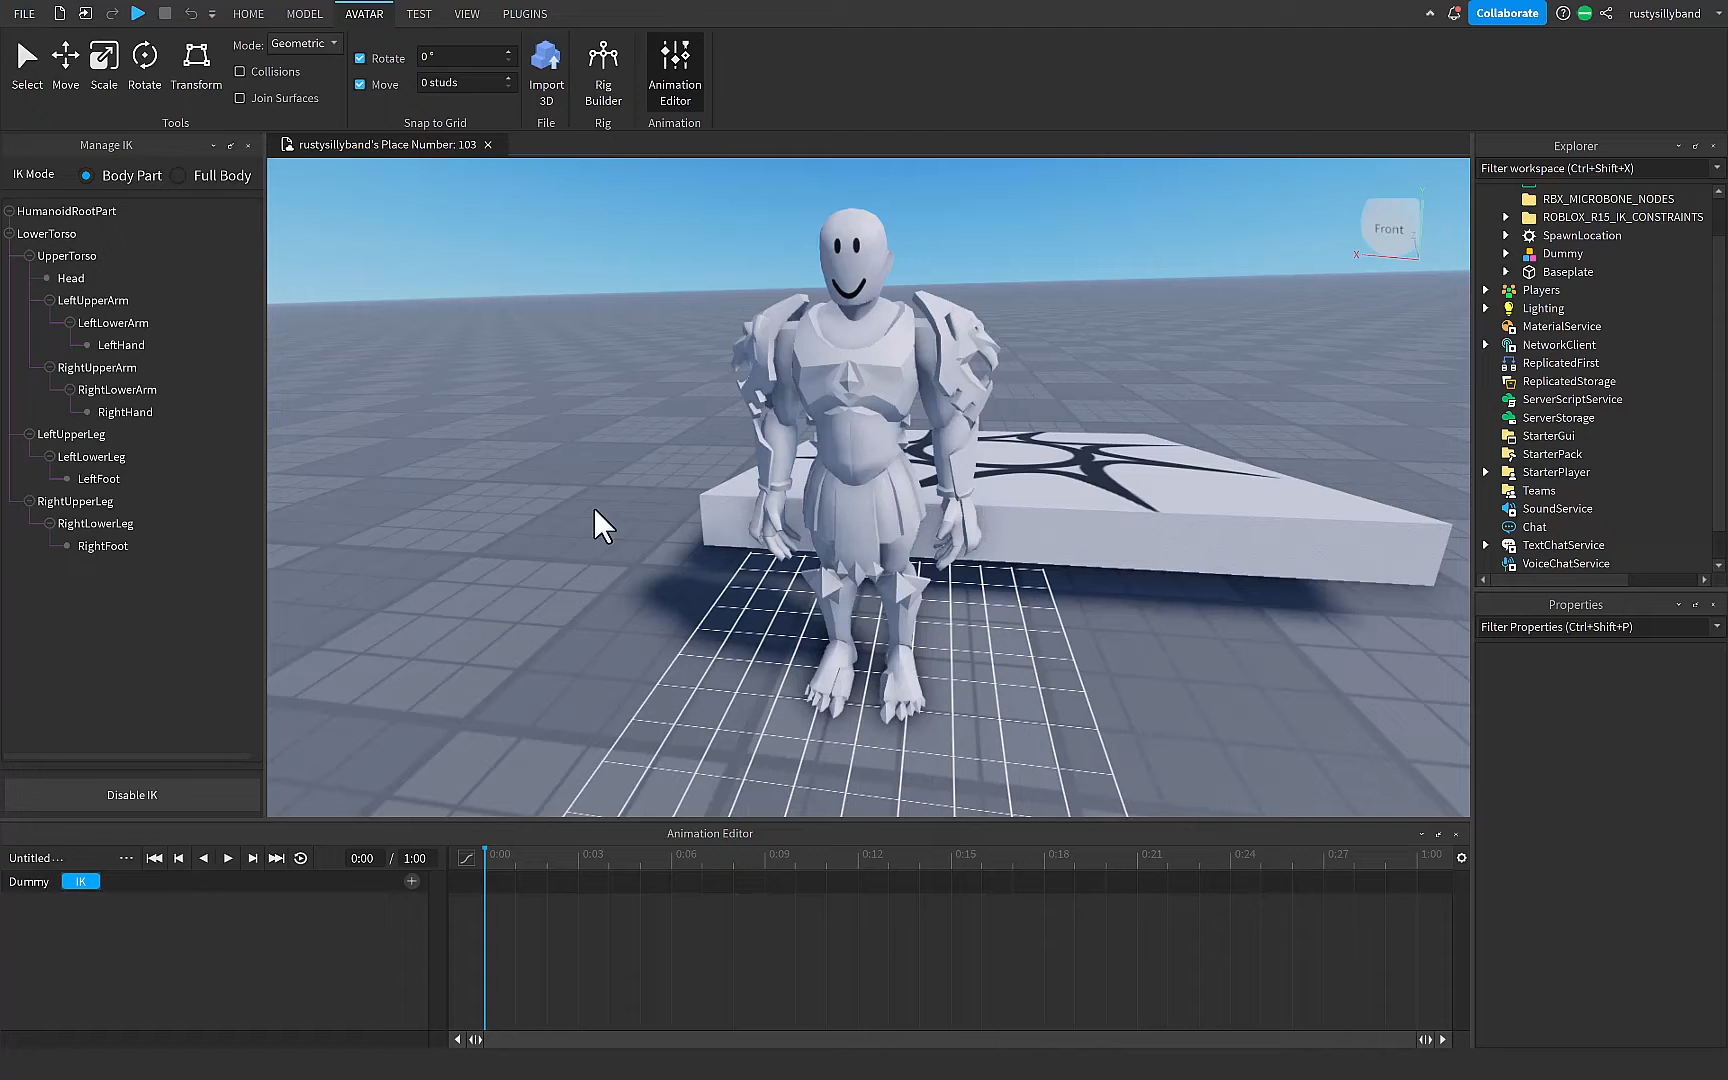 FILE HOME MODEL AVATAR TEST VIEW PLUGINS Collaborate rustysillyband
Select Move Scale Rotate Transform
Mode: Geometric
Collisions
Join Surfaces
Tools
Rotate 0°
Move 0 studs
Snap to Grid
Import
3D
File
Rig
Builder
Rig
Animation
Editor
Animation
Manage IK
IK Mode Body Part Full Body
HumanoidRootPart
LowerTorso
UpperTorso
Head
LeftUpperArm
LeftLowerArm
LeftHand
RightUpperArm
RightLowerArm
RightHand
LeftUpperLeg
LeftLowerLeg
LeftFoot
RightUpperLeg
RightLowerLeg
RightFoot
Disable IK
rustysillyband's Place Number: 103
Front
X
Y
Explorer
Filter workspace (Ctrl+Shift+X)
RBX_MICROBONE_NODES
ROBLOX_R15_IK_CONSTRAINTS
SpawnLocation
Dummy
Baseplate
Players
Lighting
MaterialService
NetworkClient
ReplicatedFirst
ReplicatedStorage
ServerScriptService
ServerStorage
StarterGui
StarterPack
StarterPlayer
Teams
SoundService
Chat
TextChatService
VoiceChatService
Properties
Filter Properties (Ctrl+Shift+P)
Animation Editor
Untitled... 0:00 / 1:00
0:00 0:03 0:06 0:09 0:12 0:15 0:18 0:21 0:24 0:27 1:00
Dummy IK